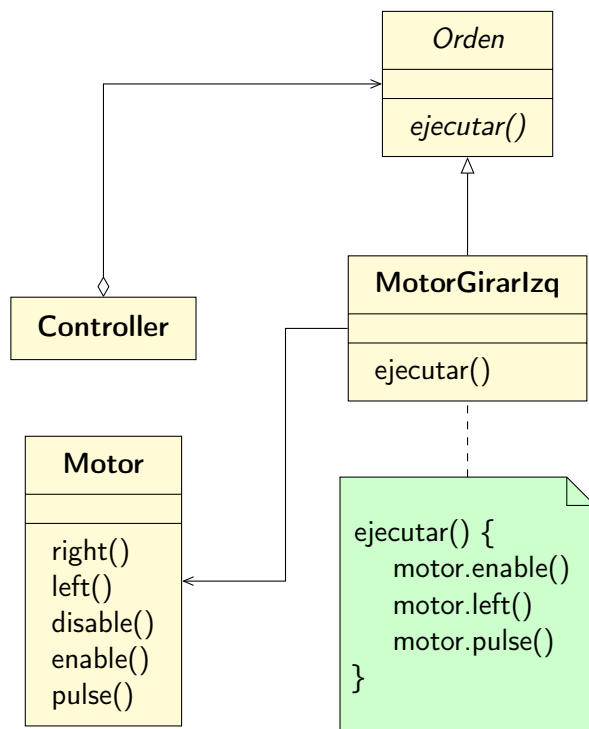 Orden
ejecutar()
MotorGirarIzq
ejecutar()
Controller
Motor
right()
left()
disable()
enable()
pulse()
ejecutar() {
motor.enable()
motor.left()
motor.pulse()
}